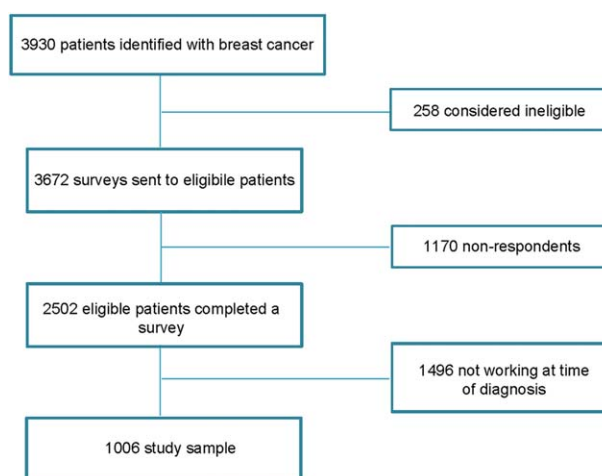 3930 patients identified with breast cancer
258 considered ineligible
3672 surveys sent to eligibile patients
1170 non-respondents
2502 eligible patients completed a
survey
1496 not working at time
of diagnosis
1006 study sample